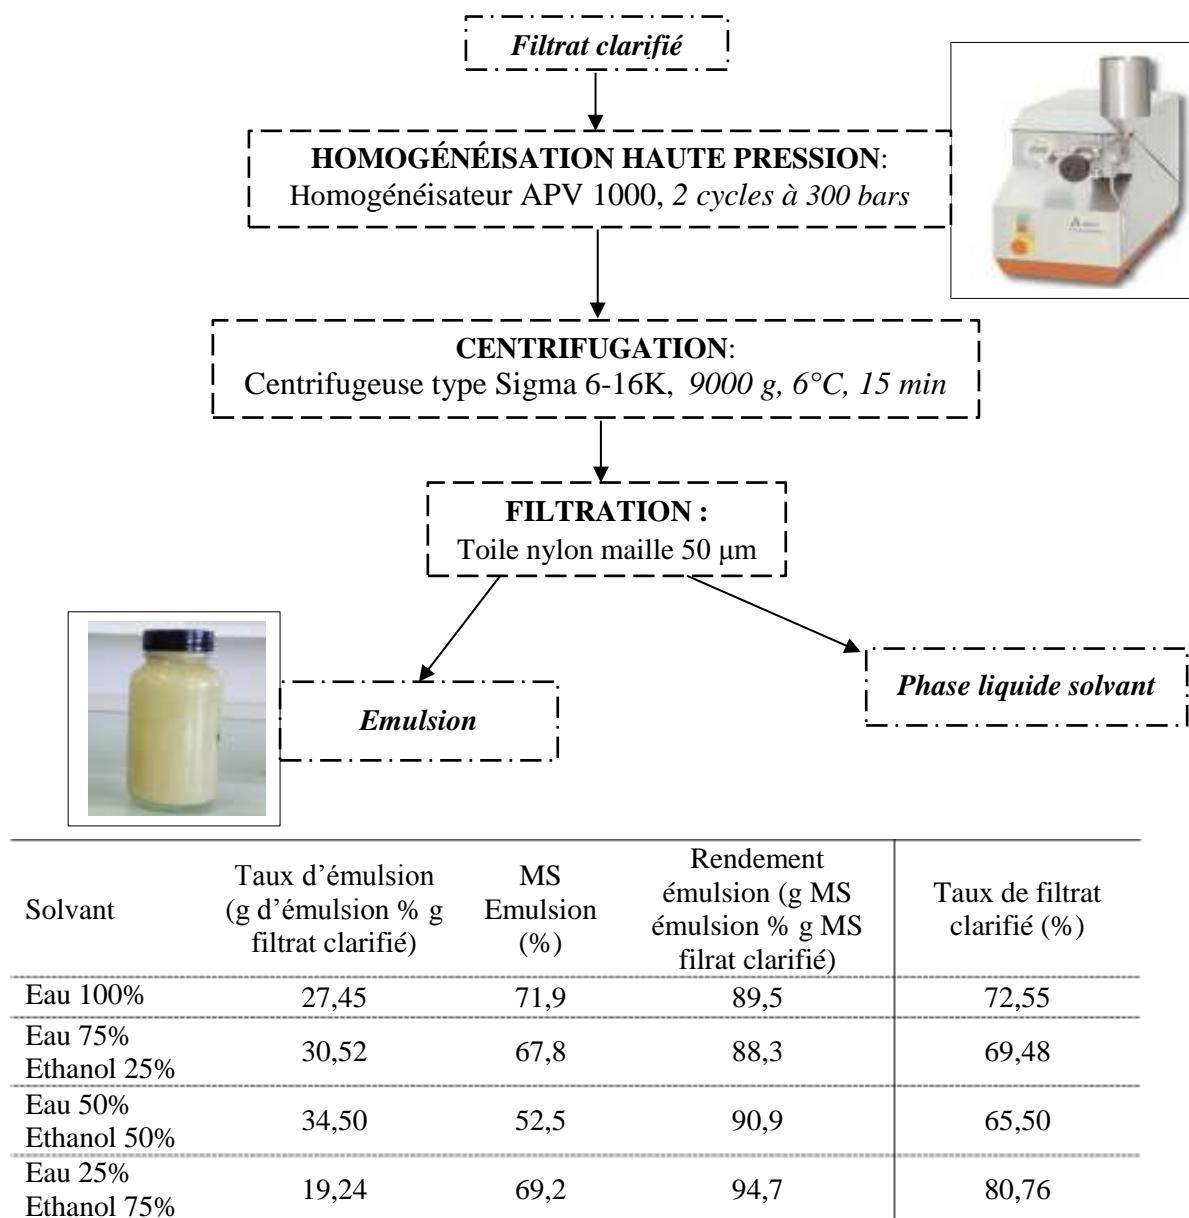 Filtrat clarifié
HOMOGÉNÉISATION HAUTE PRESSION:
Homogénéisateur APV 1000, 2 cycles à 300 bars
CENTRIFUGATION:
Centrifugeuse type Sigma 6-16K, 9000 g, 6°C, 15 min
FILTRATION :
Toile nylon maille 50 µm
Emulsion
Phase liquide solvant
Solvant
Taux d’émulsion
(g d’émulsion % g
filtrat clarifié)
MS
Emulsion
(%)
Rendement
émulsion (g MS
émulsion % g MS
filrat clarifié)
Taux de filtrat
clarifié (%)
Eau 100% 27,45 71,9 89,5 72,55
Eau 75%
Ethanol 25% 30,52 67,8 88,3 69,48
Eau 50%
Ethanol 50% 34,50 52,5 90,9 65,50
Eau 25%
Ethanol 75% 19,24 69,2 94,7 80,76